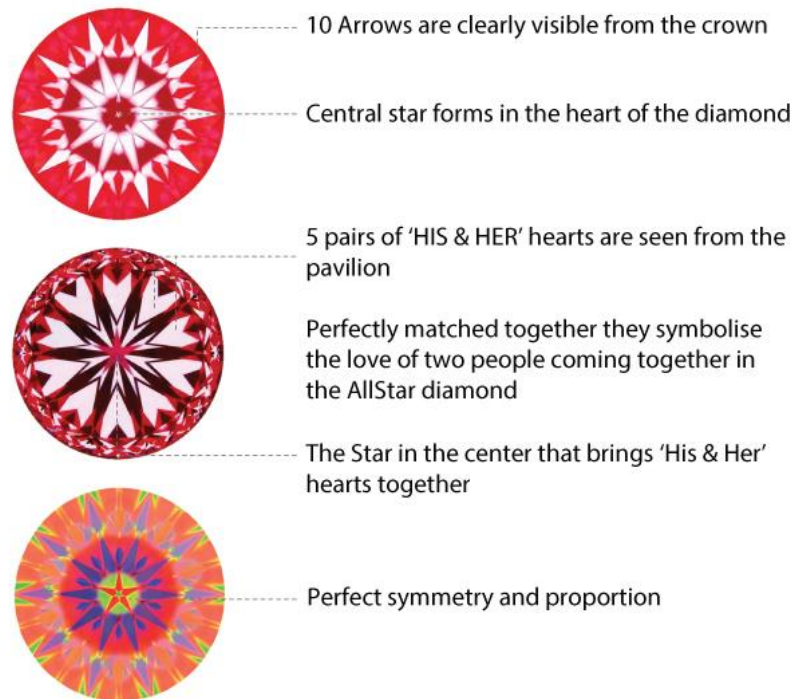 10 Arrows are clearly visible from the crown
Central star forms in the heart of the diamond
5 pairs of ‘HIS & HER’ hearts are seen from the
pavilion
Perfectly matched together they symbolise
the love of two people coming together in
the AllStar diamond
The Star in the center that brings ‘His & Her’
hearts together
Perfect symmetry and proportion